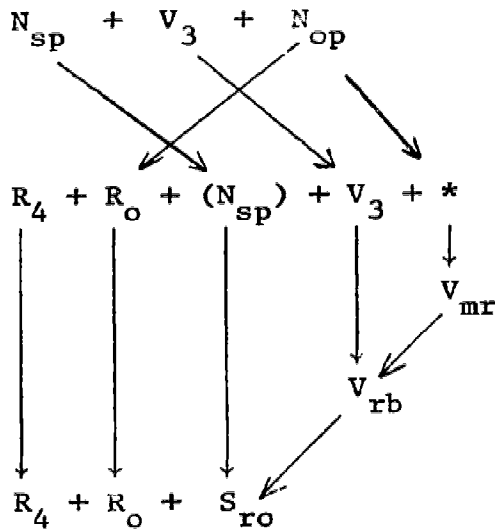 N_sp + V_3 + N_op
R_4 + R_o + (N_sp) + V_3 + *
V_mr
V_rb
R_4 + R_o + S_ro